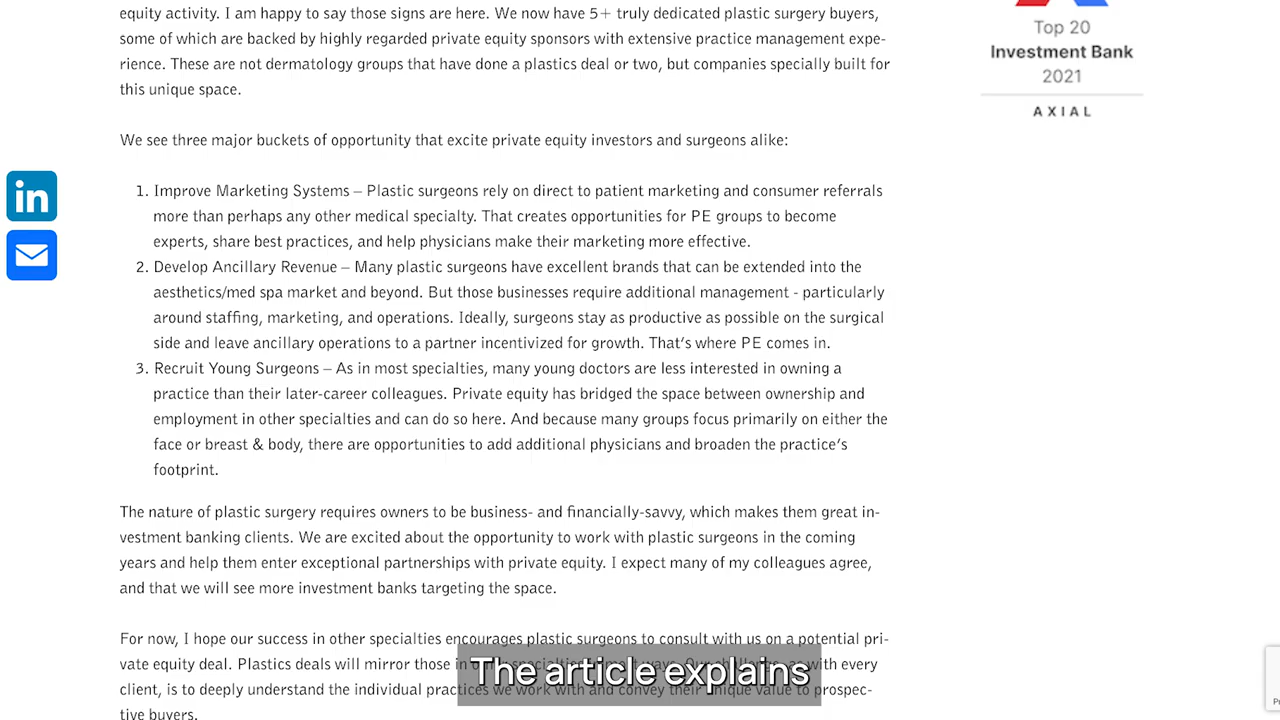 equity activity. I am happy to say those signs are here. We now have 5+ truly dedicated plastic surgery buyers,
some of which are backed by highly regarded private equity sponsors with extensive practice management expe-
rience. These are not dermatology groups that have done a plastics deal or two, but companies specially built for
this unique space.
We see three major buckets of opportunity that excite private equity investors and surgeons alike:
1. Improve Marketing Systems – Plastic surgeons rely on direct to patient marketing and consumer referrals
more than perhaps any other medical specialty. That creates opportunities for PE groups to become
experts, share best practices, and help physicians make their marketing more effective.
2. Develop Ancillary Revenue – Many plastic surgeons have excellent brands that can be extended into the
aesthetics/med spa market and beyond. But those businesses require additional management - particularly
around staffing, marketing, and operations. Ideally, surgeons stay as productive as possible on the surgical
side and leave ancillary operations to a partner incentivized for growth. That's where PE comes in.
3. Recruit Young Surgeons – As in most specialties, many young doctors are less interested in owning a
practice than their later-career colleagues. Private equity has bridged the space between ownership and
employment in other specialties and can do so here. And because many groups focus primarily on either the
face or breast & body, there are opportunities to add additional physicians and broaden the practice's
footprint.
The nature of plastic surgery requires owners to be business- and financially-savvy, which makes them great in-
vestment banking clients. We are excited about the opportunity to work with plastic surgeons in the coming
years and help them enter exceptional partnerships with private equity. I expect many of my colleagues agree,
and that we will see more investment banks targeting the space.
For now, I hope our success in other specialties encourages plastic surgeons to consult with us on a potential pri-
vate equity deal. Plastics deals will mirror those in with every
client, is to deeply understand the individual practices we work with and convey their unique value to prospec-
tive buyers.
The article explains
Top 20
Investment Bank
2021
AXIAL
in